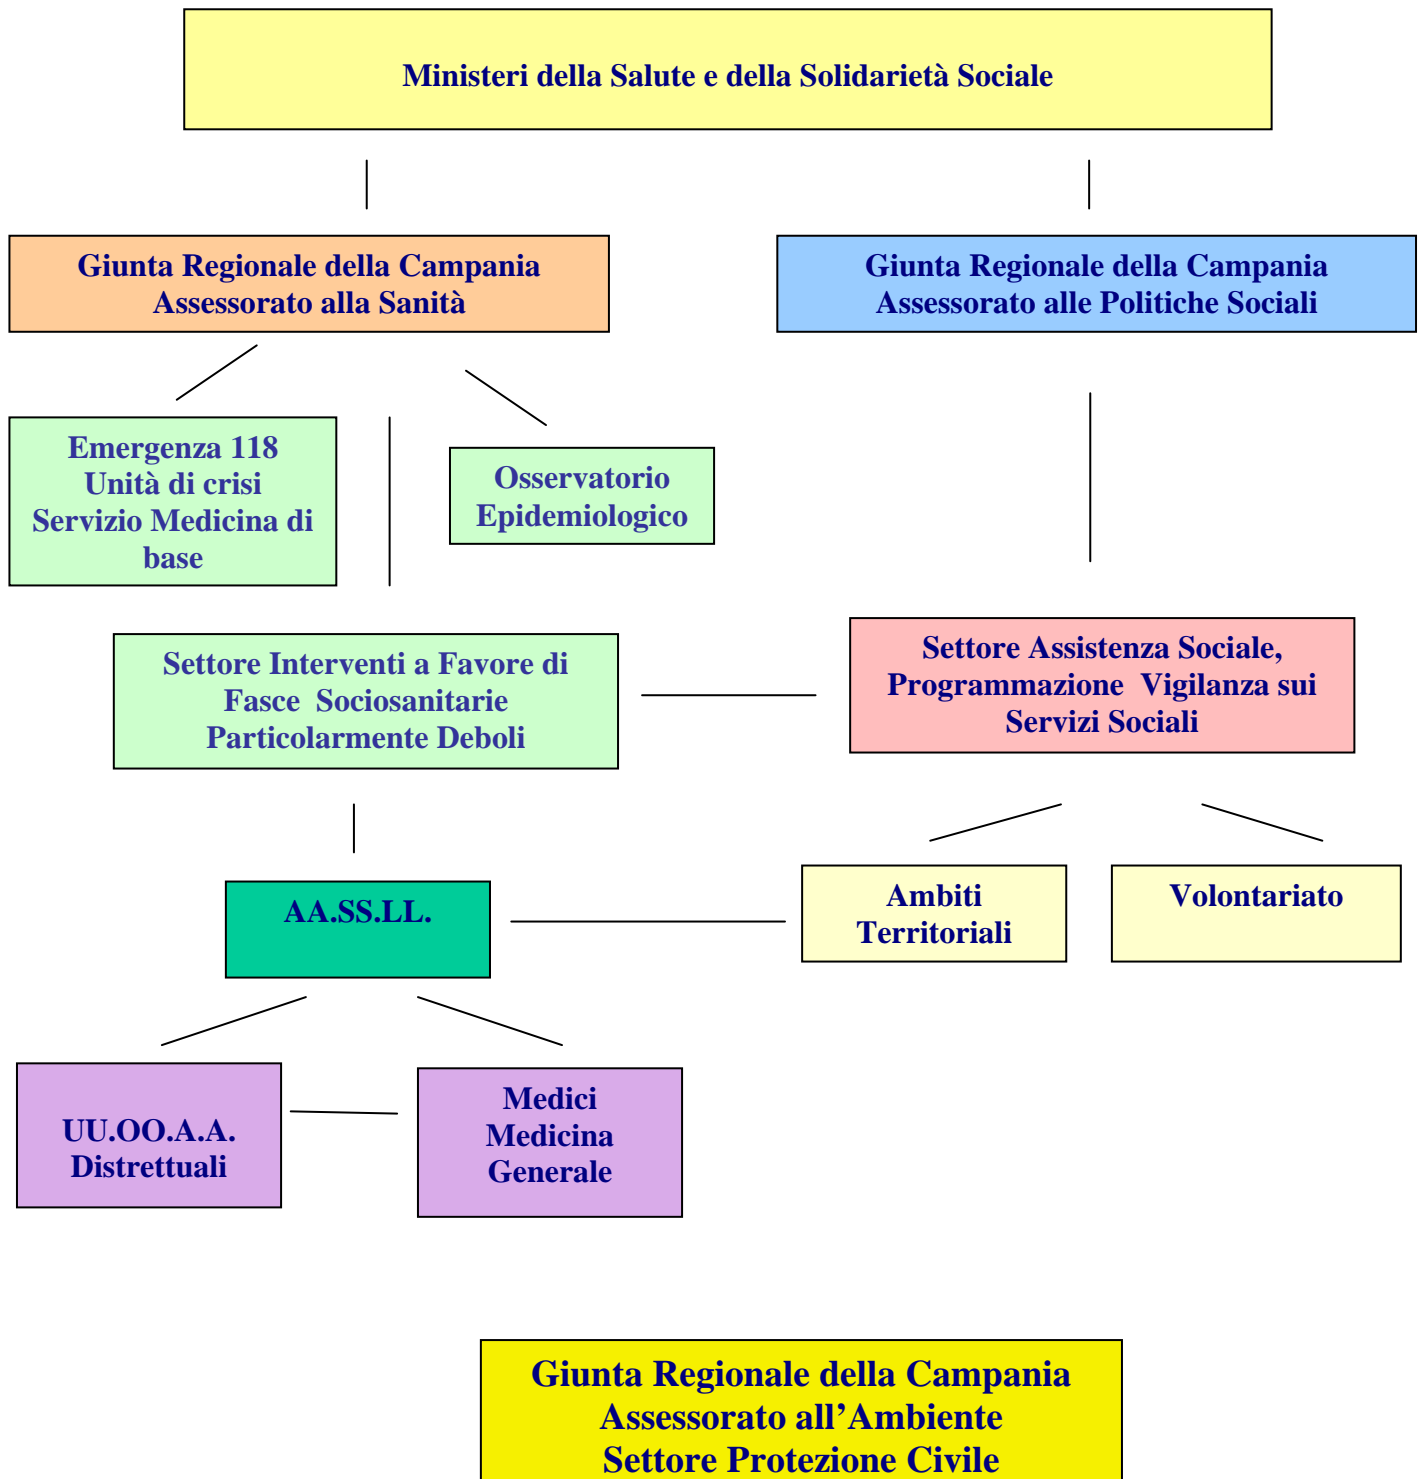 Ministeri della Salute e della Solidarietà Sociale
Giunta Regionale della Campania
Assessorato alla Sanità
Giunta Regionale della Campania
Assessorato alle Politiche Sociali
Emergenza 118
Unità di crisi
Servizio Medicina di
base
Osservatorio
Epidemiologico
Settore Interventi a Favore di
Fasce Sociosanitarie
Particolarmente Deboli
Settore Assistenza Sociale,
Programmazione Vigilanza sui
Servizi Sociali
AA.SS.LL.
Ambiti
Territoriali
Volontariato
UU.OO.A.A.
Distrettuali
Medici
Medicina
Generale
Giunta Regionale della Campania
Assessorato all’Ambiente
Settore Protezione Civile